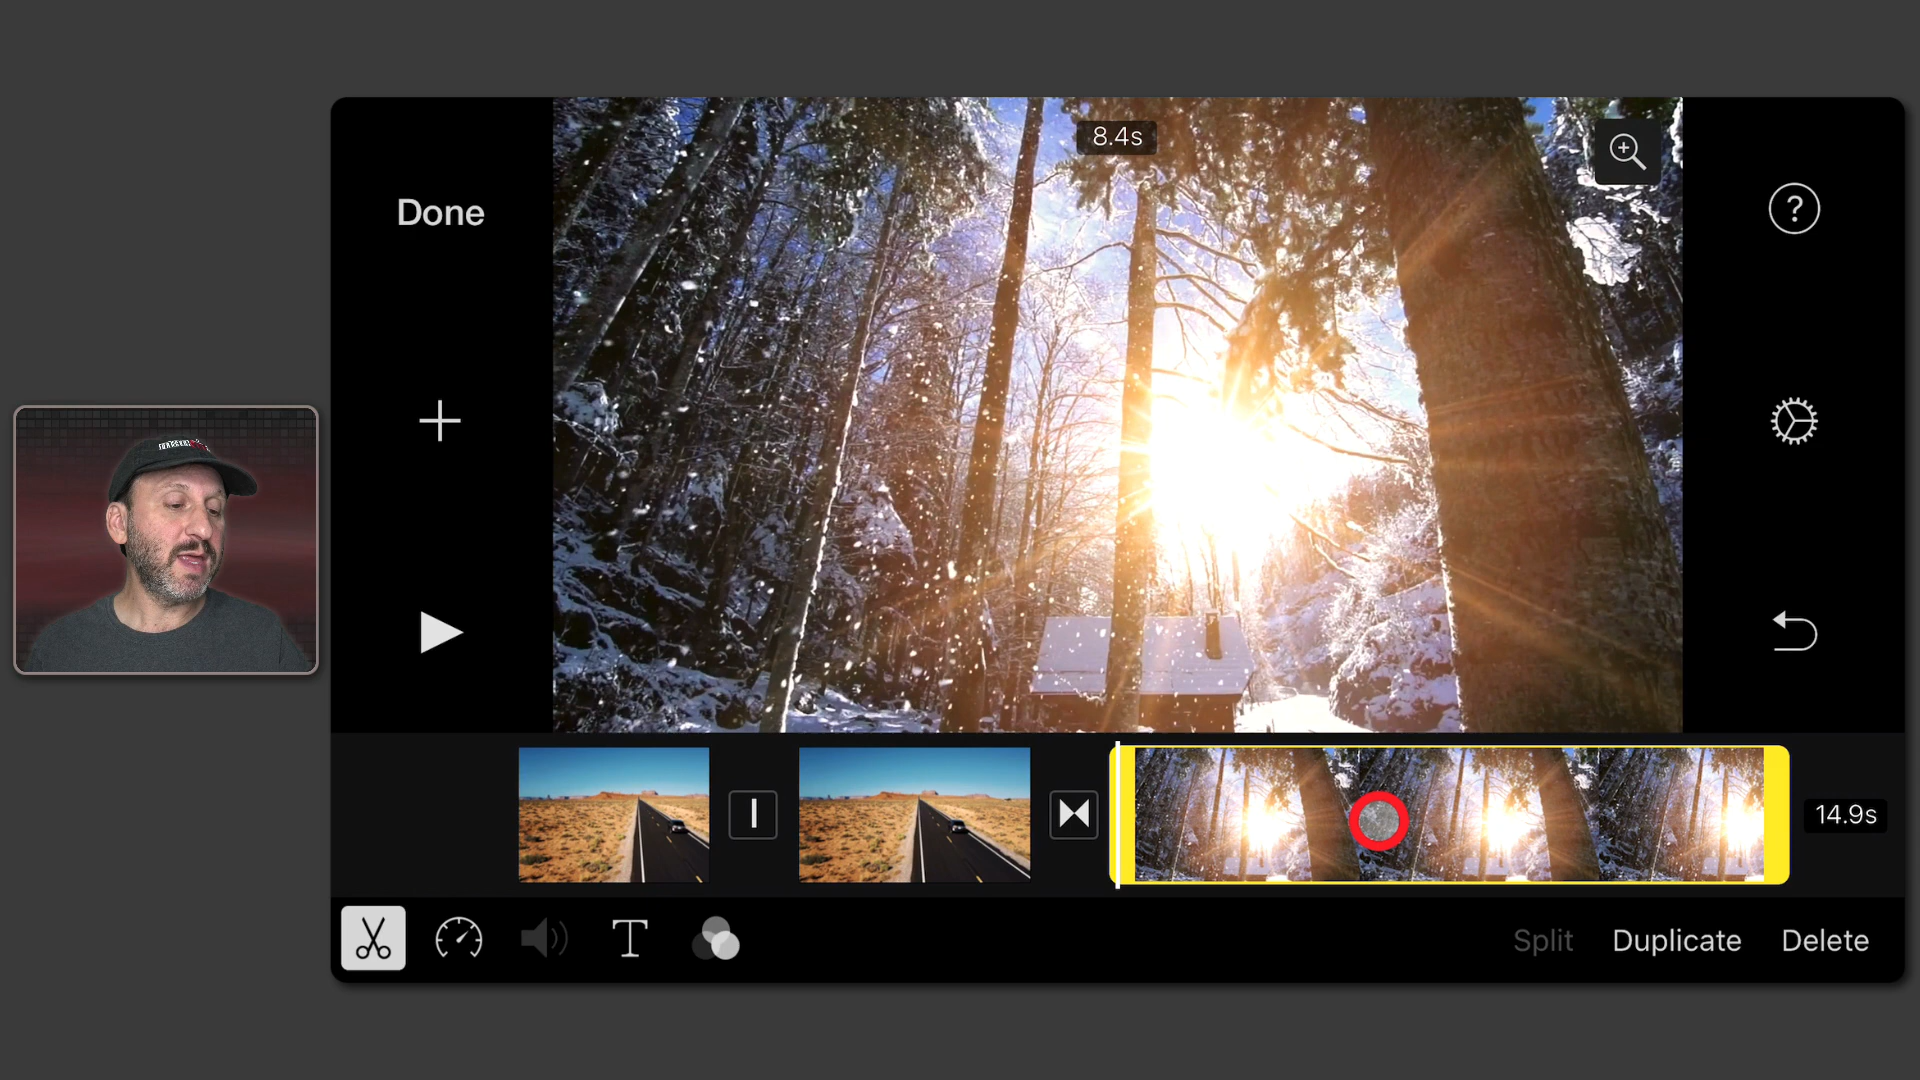 8.4s
Done
?
14.9s
T
Split
Duplicate
Delete